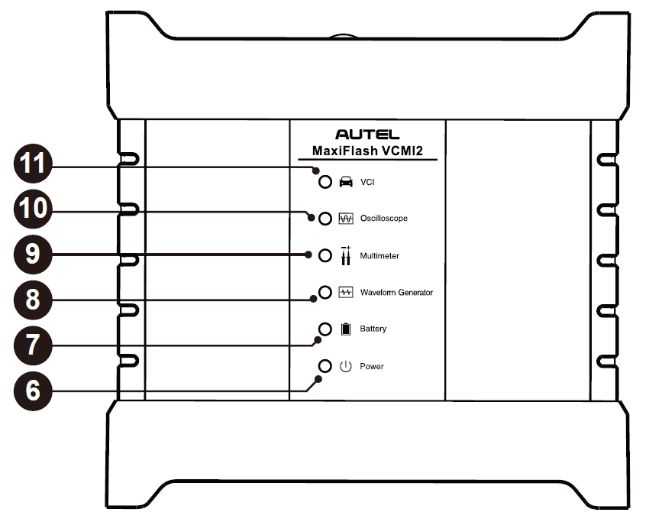 AUTEL
MaxiFlash VCMI2
11
VCI
10
Oscilloscope
9
Multimeter
8
Waveform Generator
7
Battery
6
Power